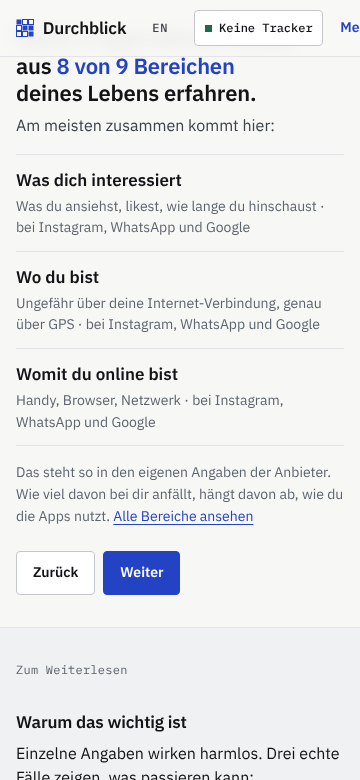 Durchblick EN Keine Tracker Me
aus 8 von 9 Bereichen
deines Lebens erfahren.
Am meisten zusammen kommt hier:
Was dich interessiert
Was du ansiehst, likest, wie lange du hinschaust ·
bei Instagram, WhatsApp und Google
Wo du bist
Ungefähr über deine Internet-Verbindung, genau
über GPS · bei Instagram, WhatsApp und Google
Womit du online bist
Handy, Browser, Netzwerk · bei Instagram,
WhatsApp und Google
Das steht so in den eigenen Angaben der Anbieter.
Wie viel davon bei dir anfällt, hängt davon ab, wie du
die Apps nutzt. Alle Bereiche ansehen
Zurück Weiter
Zum Weiterlesen
Warum das wichtig ist
Einzelne Angaben wirken harmlos. Drei echte
Fälle zeigen, was passieren kann: